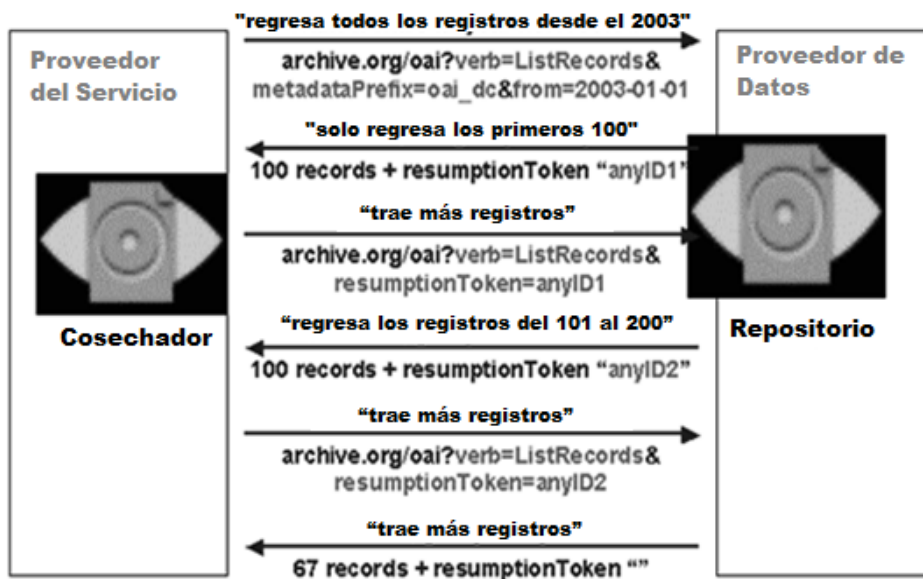 "regresa todos los registros desde el 2003"
Proveedor
del Servicio
archive.org/oai?verb=ListRecords&
metadataPrefix=oai_dc&from=2003-01-01
Proveedor de
Datos
"solo regresa los primeros 100"
100 records + resumptionToken “anyID1”
“trae más registros”
archive.org/oai?verb=ListRecords&
resumptionToken=anyID1
Cosechador
“regresa los registros del 101 al 200”
Repositorio
100 records + resumptionToken “anyID2”
“trae más registros”
archive.org/oai?verb=ListRecords&
resumptionToken=anyID2
“trae más registros”
67 records + resumptionToken “”